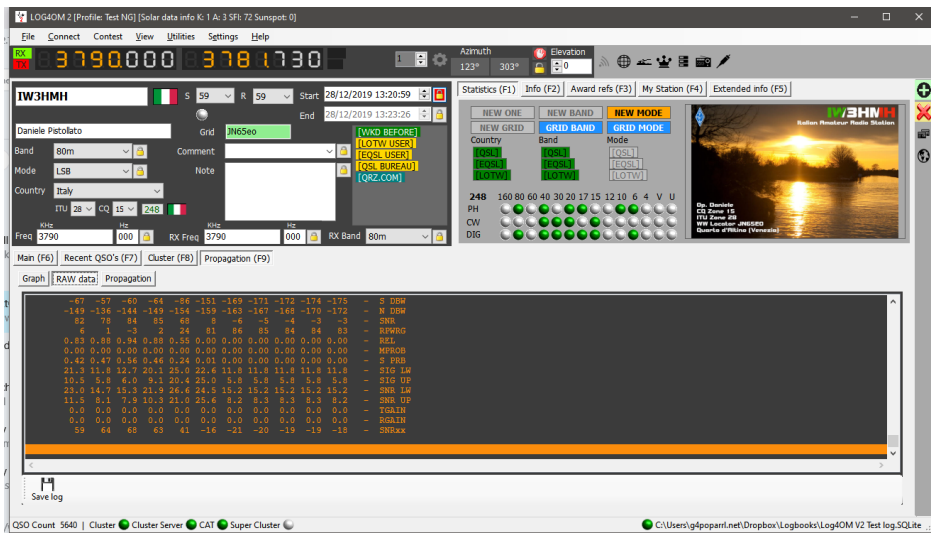 LOG4OM 2 [Profile: Test NG] [Solar data info K: 1 A: 3 SFI: 72 Sunspot: 0]
File Connect Contest View Utilities Settings Help
RX 3790.000 3781.730 1 Azimuth Elevation
TX 123° 303° 0
IW3HMH S 59 R 59 Start 28/12/2019 13:20:59
End 28/12/2019 13:23:26
Daniele Pistollato Grid JN65eo
Band 80m Comment
Mode LSB Note
Country Italy
ITU 28 CQ 15 248
[WKD BEFORE]
[LOTW USER]
[EQSL USER]
[QSL BUREAU]
[QRZ.COM]
KHz Hz KHz Hz
Freq 3790 000 RX Freq 3790 000 RX Band 80m
Statistics (F1) Info (F2) Award refs (F3) My Station (F4) Extended info (F5)
NEW ONE NEW BAND NEW MODE
NEW GRID GRID BAND GRID MODE
Country Band Mode
[QSL] [QSL] [QSL]
[EQSL] [EQSL] [EQSL]
[LOTW] [LOTW] [LOTW]
248 160 80 60 40 30 20 17 15 12 10 6 4 V U
PH
CW
DIG
IW3HMH
Italian Amateur Radio Station
Op. Daniele
CQ Zone 15
ITU Zone 28
WW Locator JN65EO
Quarto d'Altino (Venezia)
Main (F6) Recent QSO's (F7) Cluster (F8) Propagation (F9)
Graph RAW data Propagation
-67 -57 -60 -64 -86 -151 -169 -171 -172 -174 -175 - S DBW
-149 -136 -144 -149 -154 -159 -163 -167 -168 -170 -172 - N DBW
82 78 84 85 68 8 -6 -5 -4 -3 -3 - SNR
6 1 -3 2 24 81 86 85 84 84 83 - RPWRG
0.83 0.88 0.94 0.88 0.55 0.00 0.00 0.00 0.00 0.00 0.00 - REL
0.00 0.00 0.00 0.00 0.00 0.00 0.00 0.00 0.00 0.00 0.00 - MPROB
0.42 0.47 0.56 0.46 0.24 0.01 0.00 0.00 0.00 0.00 0.00 - S PRB
21.3 11.8 12.7 20.1 25.0 22.6 11.8 11.8 11.8 11.8 11.8 - SIG LW
10.5 5.8 6.0 9.1 20.4 25.0 5.8 5.8 5.8 5.8 5.8 - SIG UP
23.0 14.7 15.3 21.9 26.6 24.5 15.2 15.2 15.2 15.2 15.2 - SNR LW
11.5 8.1 7.9 10.3 21.0 25.6 8.2 8.3 8.3 8.3 8.2 - SNR UP
0.0 0.0 0.0 0.0 0.0 0.0 0.0 0.0 0.0 0.0 0.0 - TGAIN
0.0 0.0 0.0 0.0 0.0 0.0 0.0 0.0 0.0 0.0 0.0 - RGAIN
59 64 68 63 41 -16 -21 -20 -19 -19 -18 - SNRxx
Save log
QSO Count 5640 | Cluster Cluster Server CAT Super Cluster C:\Users\g4poparrl.net\Dropbox\Logbooks\Log4OM V2 Test log.SQLite